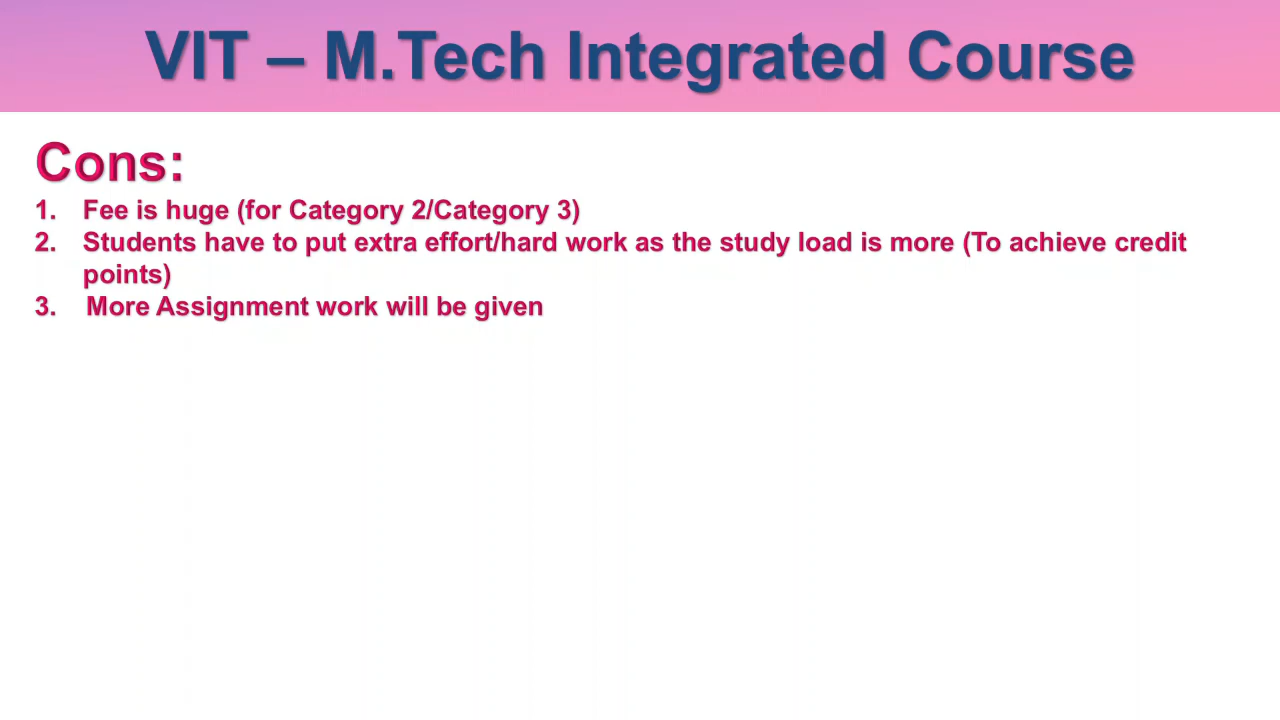 VIT – M.Tech Integrated Course
Cons:
1. Fee is huge (for Category 2/Category 3)
2. Students have to put extra effort/hard work as the study load is more (To achieve credit
points)
3. More Assignment work will be given